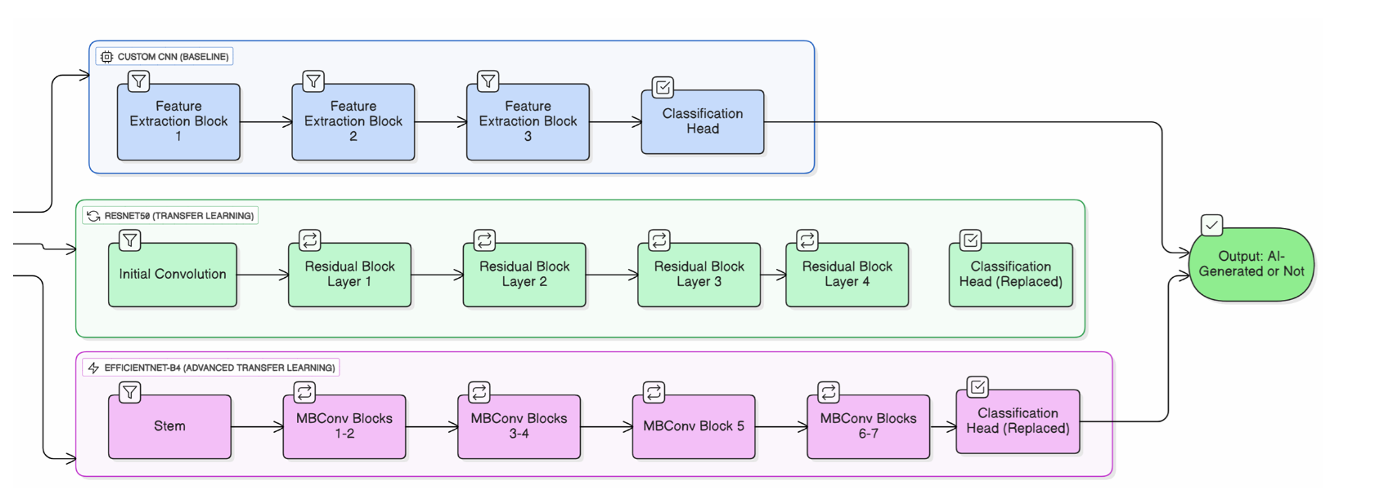 CUSTOM CNN (BASELINE)
Feature
Extraction Block
1
Feature
Extraction Block
2
Feature
Extraction Block
3
Classification
Head
RESNET50 (TRANSFER LEARNING)
Initial Convolution
Residual Block
Layer 1
Residual Block
Layer 2
Residual Block
Layer 3
Residual Block
Layer 4
Classification
Head (Replaced)
Output: AI-
Generated or Not
EFFICIENTNET-B4 (ADVANCED TRANSFER LEARNING)
Stem
MBConv Blocks
1-2
MBConv Blocks
3-4
MBConv Block 5
MBConv Blocks
6-7
Classification
Head (Replaced)